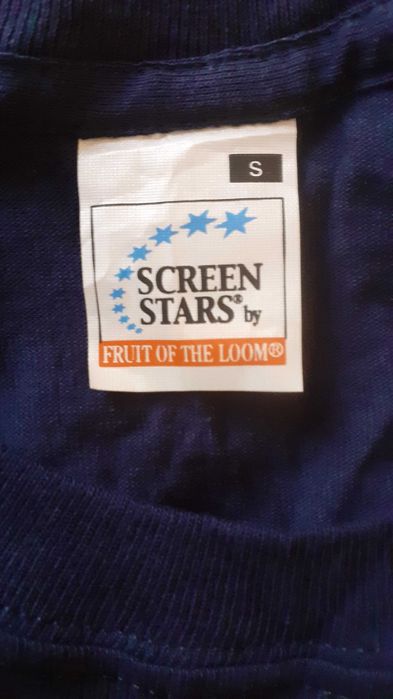 S
SCREEN
STARS® by
FRUIT OF THE LOOM®